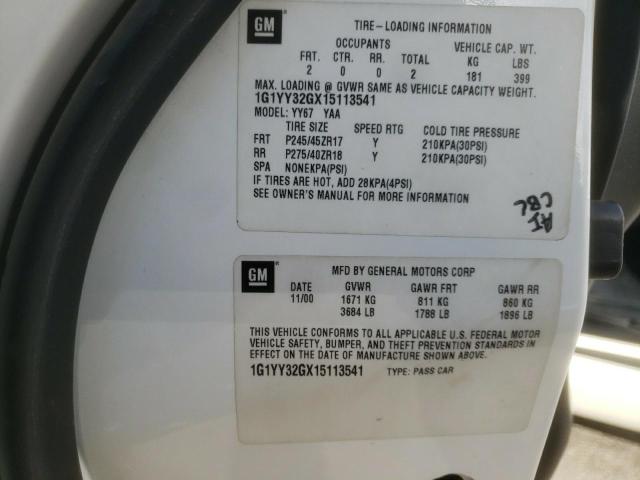 GM
TIRE-LOADING INFORMATION
OCCUPANTS VEHICLE CAP. WT.
FRT. CTR. RR. TOTAL KG LBS
2 0 0 2 181 399
MAX. LOADING @ GVWR SAME AS VEHICLE CAPACITY WEIGHT.
1G1YY32GX15113541
MODEL: YY67 YAA
TIRE SIZE SPEED RTG COLD TIRE PRESSURE
FRT P245/45ZR17 Y 210KPA(30PSI)
RR P275/40ZR18 Y 210KPA(30PSI)
SPA NONEKPA(PSI)
IF TIRES ARE HOT, ADD 28KPA(4PSI)
SEE OWNER'S MANUAL FOR MORE INFORMATION
AI
CBC
GM
MFD BY GENERAL MOTORS CORP
DATE GVWR GAWR FRT GAWR RR
11/00 1671 KG 811 KG 860 KG
3684 LB 1788 LB 1896 LB
THIS VEHICLE CONFORMS TO ALL APPLICABLE U.S. FEDERAL MOTOR
VEHICLE SAFETY, BUMPER, AND THEFT PREVENTION STANDARDS IN
EFFECT ON THE DATE OF MANUFACTURE SHOWN ABOVE.
1G1YY32GX15113541 TYPE: PASS CAR